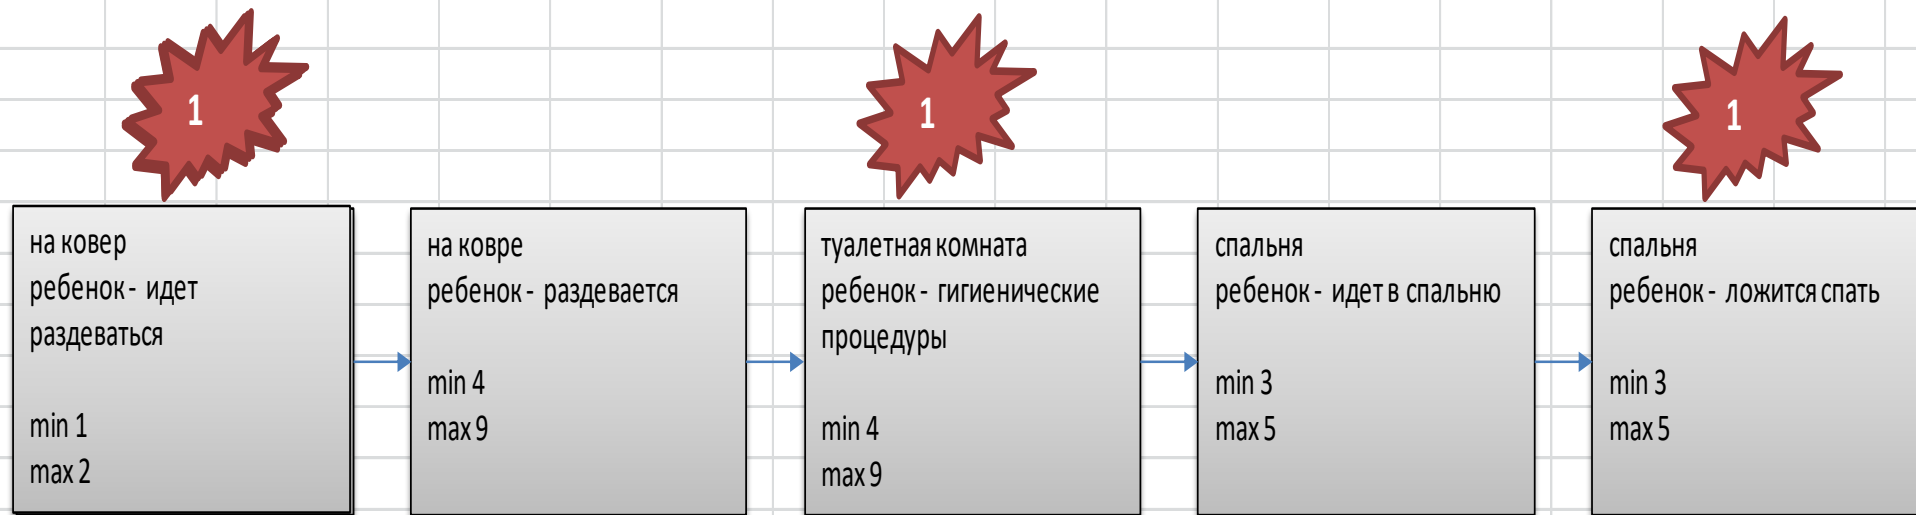 1
1
1
на ковер
ребенок - идет
раздеваться
min 1
max 2
на ковре
ребенок - раздевается
min 4
max 9
туалетная комната
ребенок - гигиенические
процедуры
min 4
max 9
спальня
ребенок - идет в спальню
min 3
max 5
спальня
ребенок - ложится спать
min 3
max 5